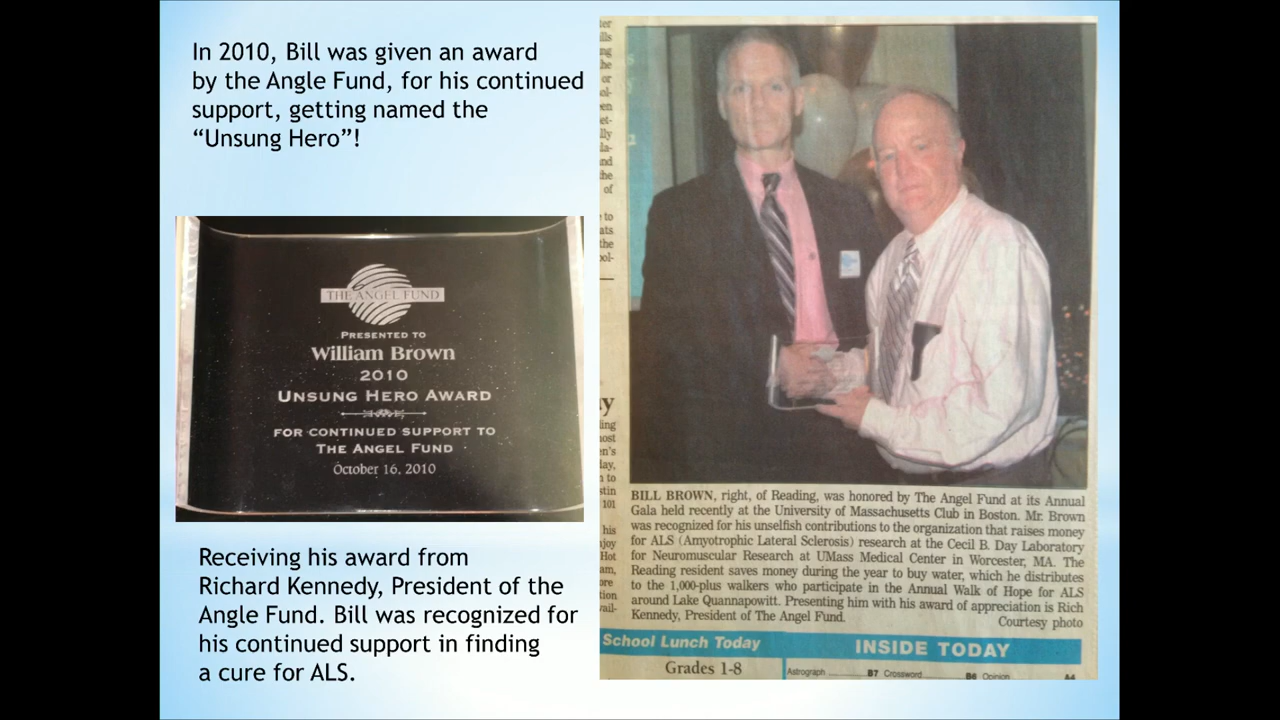 In 2010, Bill was given an award
by the Angle Fund, for his continued
support, getting named the
“Unsung Hero”!
THE ANGEL FUND
PRESENTED TO
William Brown
2010
UNSUNG HERO AWARD
FOR CONTINUED SUPPORT TO
THE ANGEL FUND
October 16, 2010
Receiving his award from
Richard Kennedy, President of the
Angle Fund. Bill was recognized for
his continued support in finding
a cure for ALS.
BILL BROWN, right, of Reading, was honored by The Angel Fund at its Annual
Gala held recently at the University of Massachusetts Club in Boston. Mr. Brown
was recognized for his unselfish contributions to the organization that raises money
for ALS (Amyotrophic Lateral Sclerosis) research at the Cecil B. Day Laboratory
for Neuromuscular Research at UMass Medical Center in Worcester, MA. The
Reading resident saves money during the year to buy water, which he distributes
to the 1,000-plus walkers who participate in the Annual Walk of Hope for ALS
around Lake Quannapowitt. Presenting him with his award of appreciation is Rich
Kennedy, President of The Angel Fund. Courtesy photo
School Lunch Today
INSIDE TODAY
Grades 1-8
Astrograph B7 Crossword B6 Opinion A4